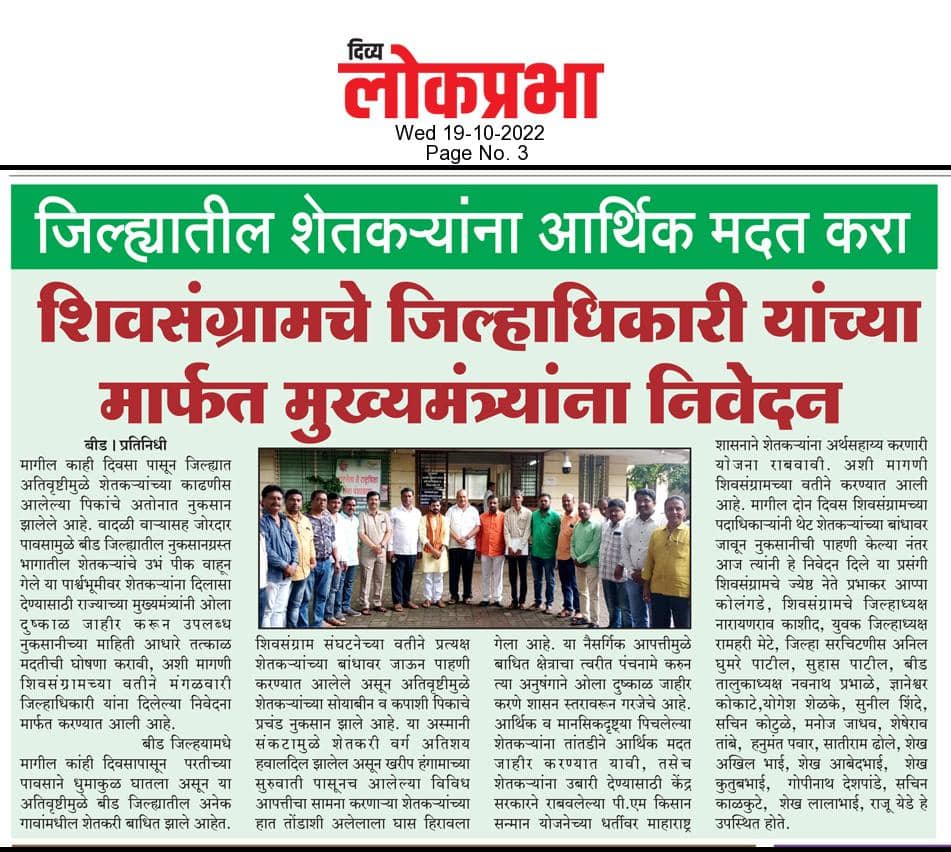 दिव्य
लोकप्रभा
Wed 19-10-2022
Page No. 3
जिल्ह्यातील शेतकऱ्यांना आर्थिक मदत करा
शिवसंग्रामचे जिल्हाधिकारी यांच्या
मार्फत मुख्यमंत्र्यांना निवेदन
बीड । प्रतिनिधी
मागील काही दिवसा पासून जिल्ह्यात
अतिवृष्टीमुळे शेतकऱ्यांच्या काढणीस
आलेल्या पिकांचे अतोनात नुकसान
झालेले आहे. वादळी वाऱ्यासह जोरदार
पावसामुळे बीड जिल्ह्यातील नुकसानग्रस्त
भागातील शेतकऱ्यांचे उभं पीक वाहून
गेले या पार्श्वभूमीवर शेतकऱ्यांना दिलासा
देण्यासाठी राज्याच्या मुख्यमंत्र्यांनी ओला
दुष्काळ जाहीर करून उपलब्ध
नुकसानीच्या माहिती आधारे तत्काळ
मदतीची घोषणा करावी, अशी मागणी
शिवसंग्रामच्या वतीने मंगळवारी
जिल्हाधिकारी यांना दिलेल्या निवेदना
मार्फत करण्यात आली आहे.
बीड जिल्हयामधे
मागील कांही दिवसापासून परतीच्या
पावसाने धुमाकुळ घातला असून या
अतिवृष्टीमुळे बीड जिल्ह्यातील अनेक
गावांमधील शेतकरी बाधित झाले आहेत.
शिवसंग्राम संघटनेच्या वतीने प्रत्यक्ष
शेतकऱ्यांच्या बांधावर जाऊन पाहणी
करण्यात आलेले असून अतिवृष्टीमुळे
शेतकऱ्यांच्या सोयाबीन व कपाशी पिकाचे
प्रचंड नुकसान झाले आहे. या अस्मानी
संकटामुळे शेतकरी वर्ग अतिशय
हवालदिल झालेल असून खरीप हंगामाच्या
सुरुवाती पासूनच आलेल्या विविध
आपत्तीचा सामना करणाऱ्या शेतकऱ्यांच्या
हात तोंडाशी अलेलाला घास हिरावला
गेला आहे. या नैसर्गिक आपत्तीमुळे
बाधित क्षेत्राचा त्वरीत पंचनामे करुन
त्या अनुषंगाने ओला दुष्काळ जाहीर
करणे शासन स्तरावरून गरजेचे आहे.
आर्थिक व मानसिकदृष्ट्या पिचलेल्या
शेतकऱ्यांना तांतडीने आर्थिक मदत
जाहीर करण्यात यावी, तसेच
शेतकऱ्यांना उबारी देण्यासाठी केंद्र
सरकारने राबवलेल्या पी.एम किसान
सन्मान योजनेच्या धर्तीवर महाराष्ट्र
शासनाने शेतकऱ्यांना अर्थसहाय्य करणारी
योजना राबवावी. अशी मागणी
शिवसंग्रामच्या वतीने करण्यात आली
आहे. मागील दोन दिवस शिवसंग्रामच्या
पदाधिकाऱ्यांनी थेट शेतकऱ्यांच्या बांधावर
जावून नुकसानीची पाहणी केल्या नंतर
आज त्यांनी हे निवेदन दिले या प्रसंगी
शिवसंग्रामचे ज्येष्ठ नेते प्रभाकर आप्पा
कोलंगडे, शिवसंग्रामचे जिल्हाध्यक्ष
नारायणराव काशीद, युवक जिल्हाध्यक्ष
रामहरी मेटे, जिल्हा सरचिटणीस अनिल
घुमरे पाटील, सुहास पाटील, बीड
तालुकाध्यक्ष नवनाथ प्रभाळे, ज्ञानेश्वर
कोकाटे,योगेश शेळके, सुनील शिंदे,
सचिन कोटुळे, मनोज जाधव, शेषेराव
तांबे, हनुमंत पवार, सातीराम ढोले, शेख
अखिल भाई, शेख आबेदभाई, शेख
कुतुबभाई, गोपीनाथ देशपांडे, सचिन
काळकुटे, शेख लालाभाई, राजू येडे हे
उपस्थित होते.